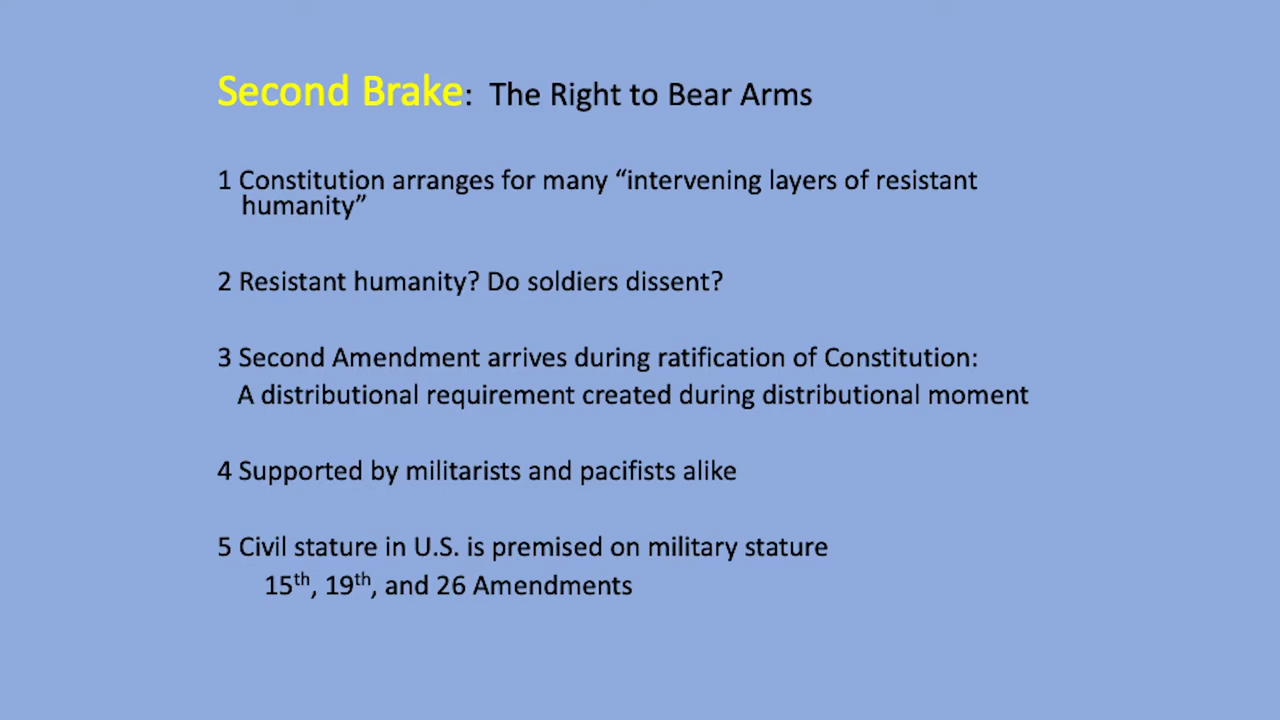 Second Brake: The Right to Bear Arms
1 Constitution arranges for many “intervening layers of resistant
humanity”
2 Resistant humanity? Do soldiers dissent?
3 Second Amendment arrives during ratification of Constitution:
A distributional requirement created during distributional moment
4 Supported by militarists and pacifists alike
5 Civil stature in U.S. is premised on military stature
15th, 19th, and 26 Amendments